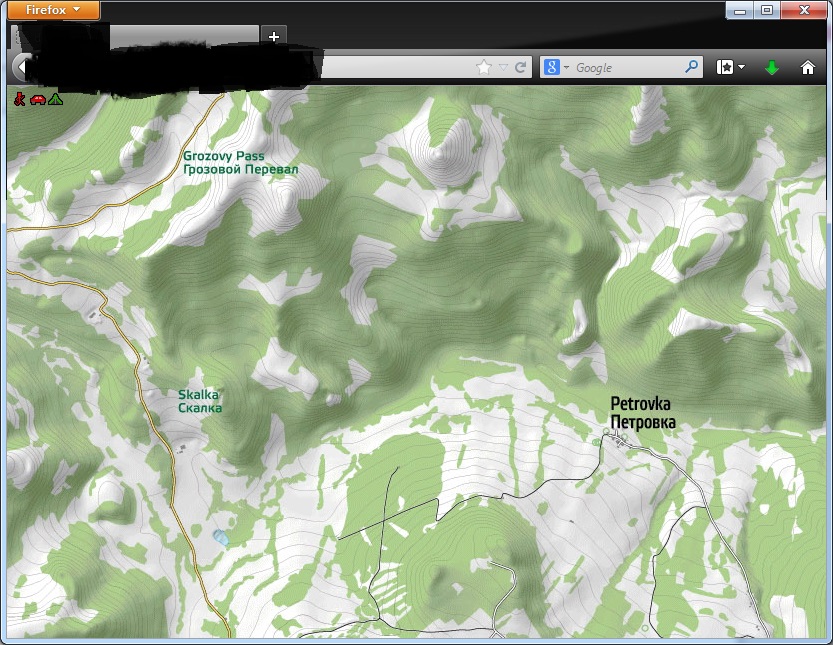 Firefox
Google
Grozovy Pass
Грозовой Перевал
Skalka
Скалка
Petrovka
Петровка